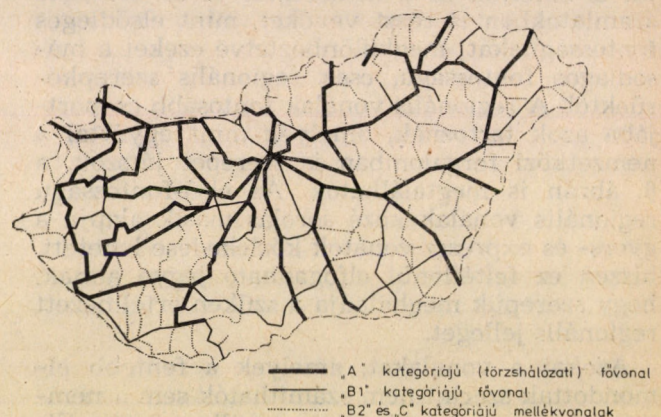 „A" kategóriájú (törzshálózati) fővonal
„B1" kategóriájú fővonal
„B2" és „C" kategóriájú mellékvonalak